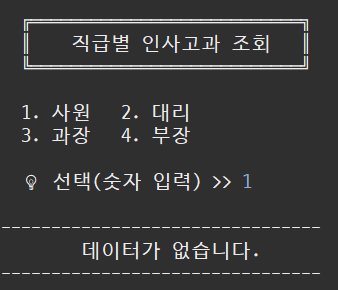 직급별 인사고과 조회
1. 사원 2. 대리
3. 과장 4. 부장
선택(숫자 입력) >> 1
데이터가 없습니다.